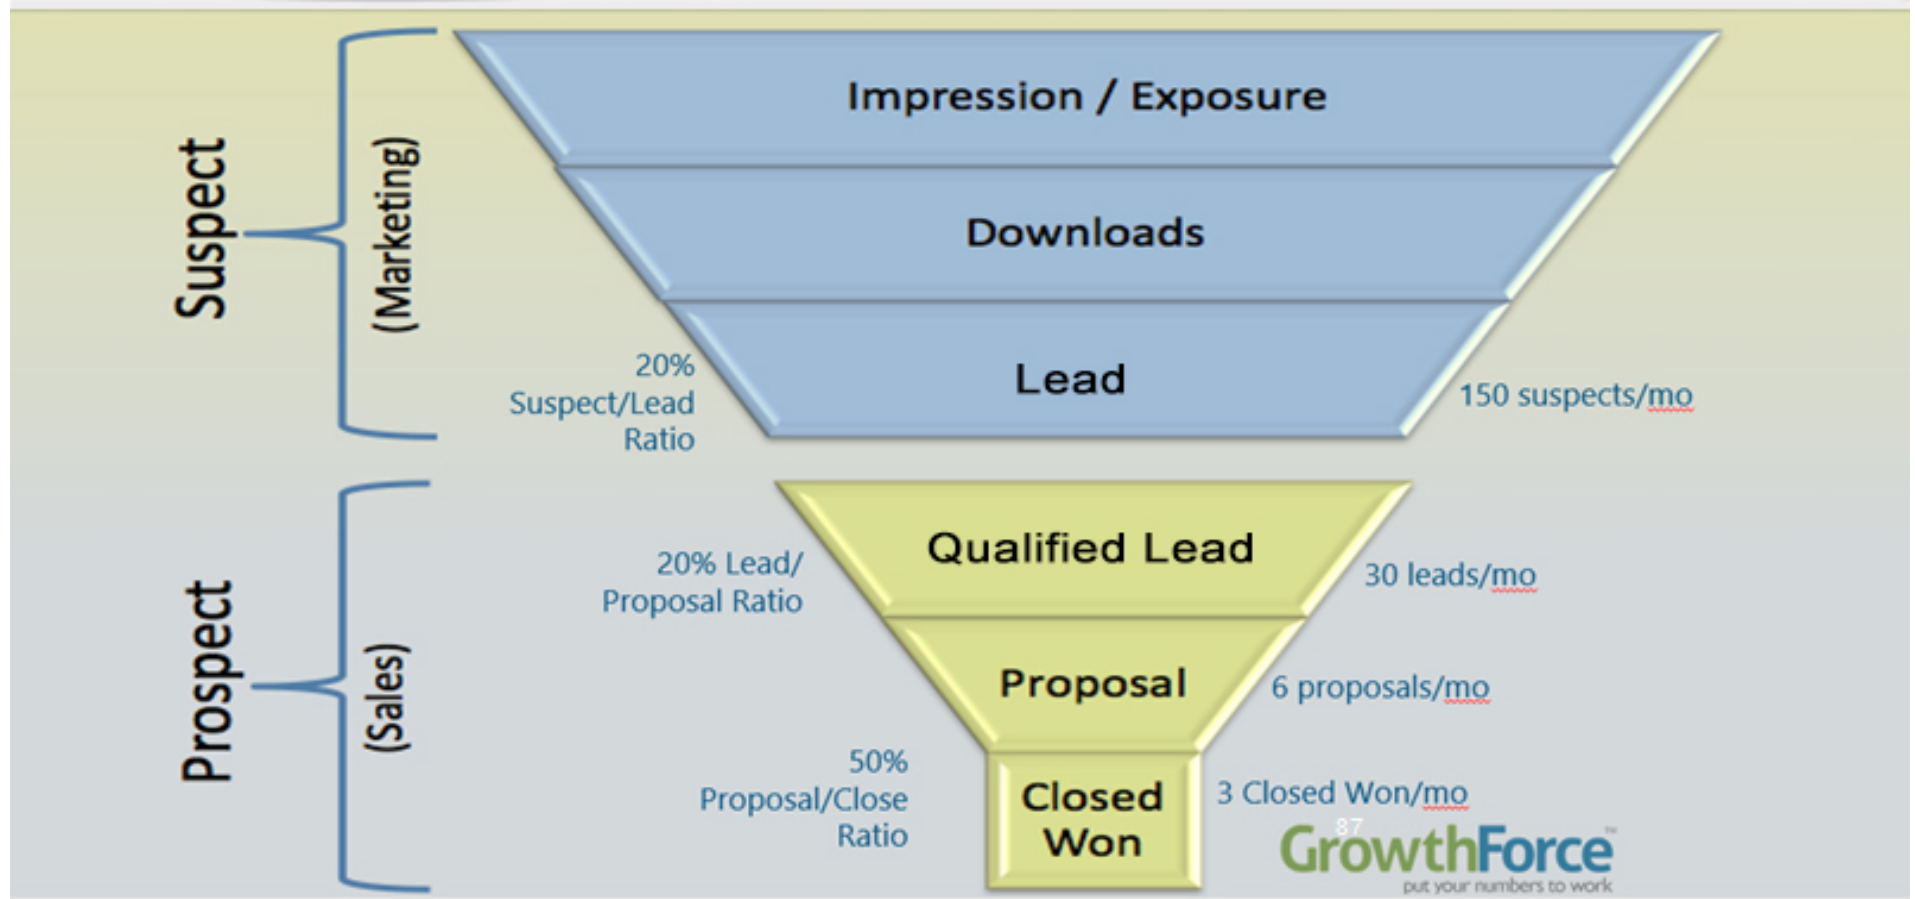 Suspect
(Marketing)
Impression / Exposure
Downloads
Lead
20%
Suspect/Lead
Ratio
150 suspects/mo
Prospect
(Sales)
Qualified Lead
20% Lead/
Proposal Ratio
30 leads/mo
Proposal
6 proposals/mo
50%
Proposal/Close
Ratio
Closed
Won
3 Closed Won/mo
87
GrowthForce™
put your numbers to work